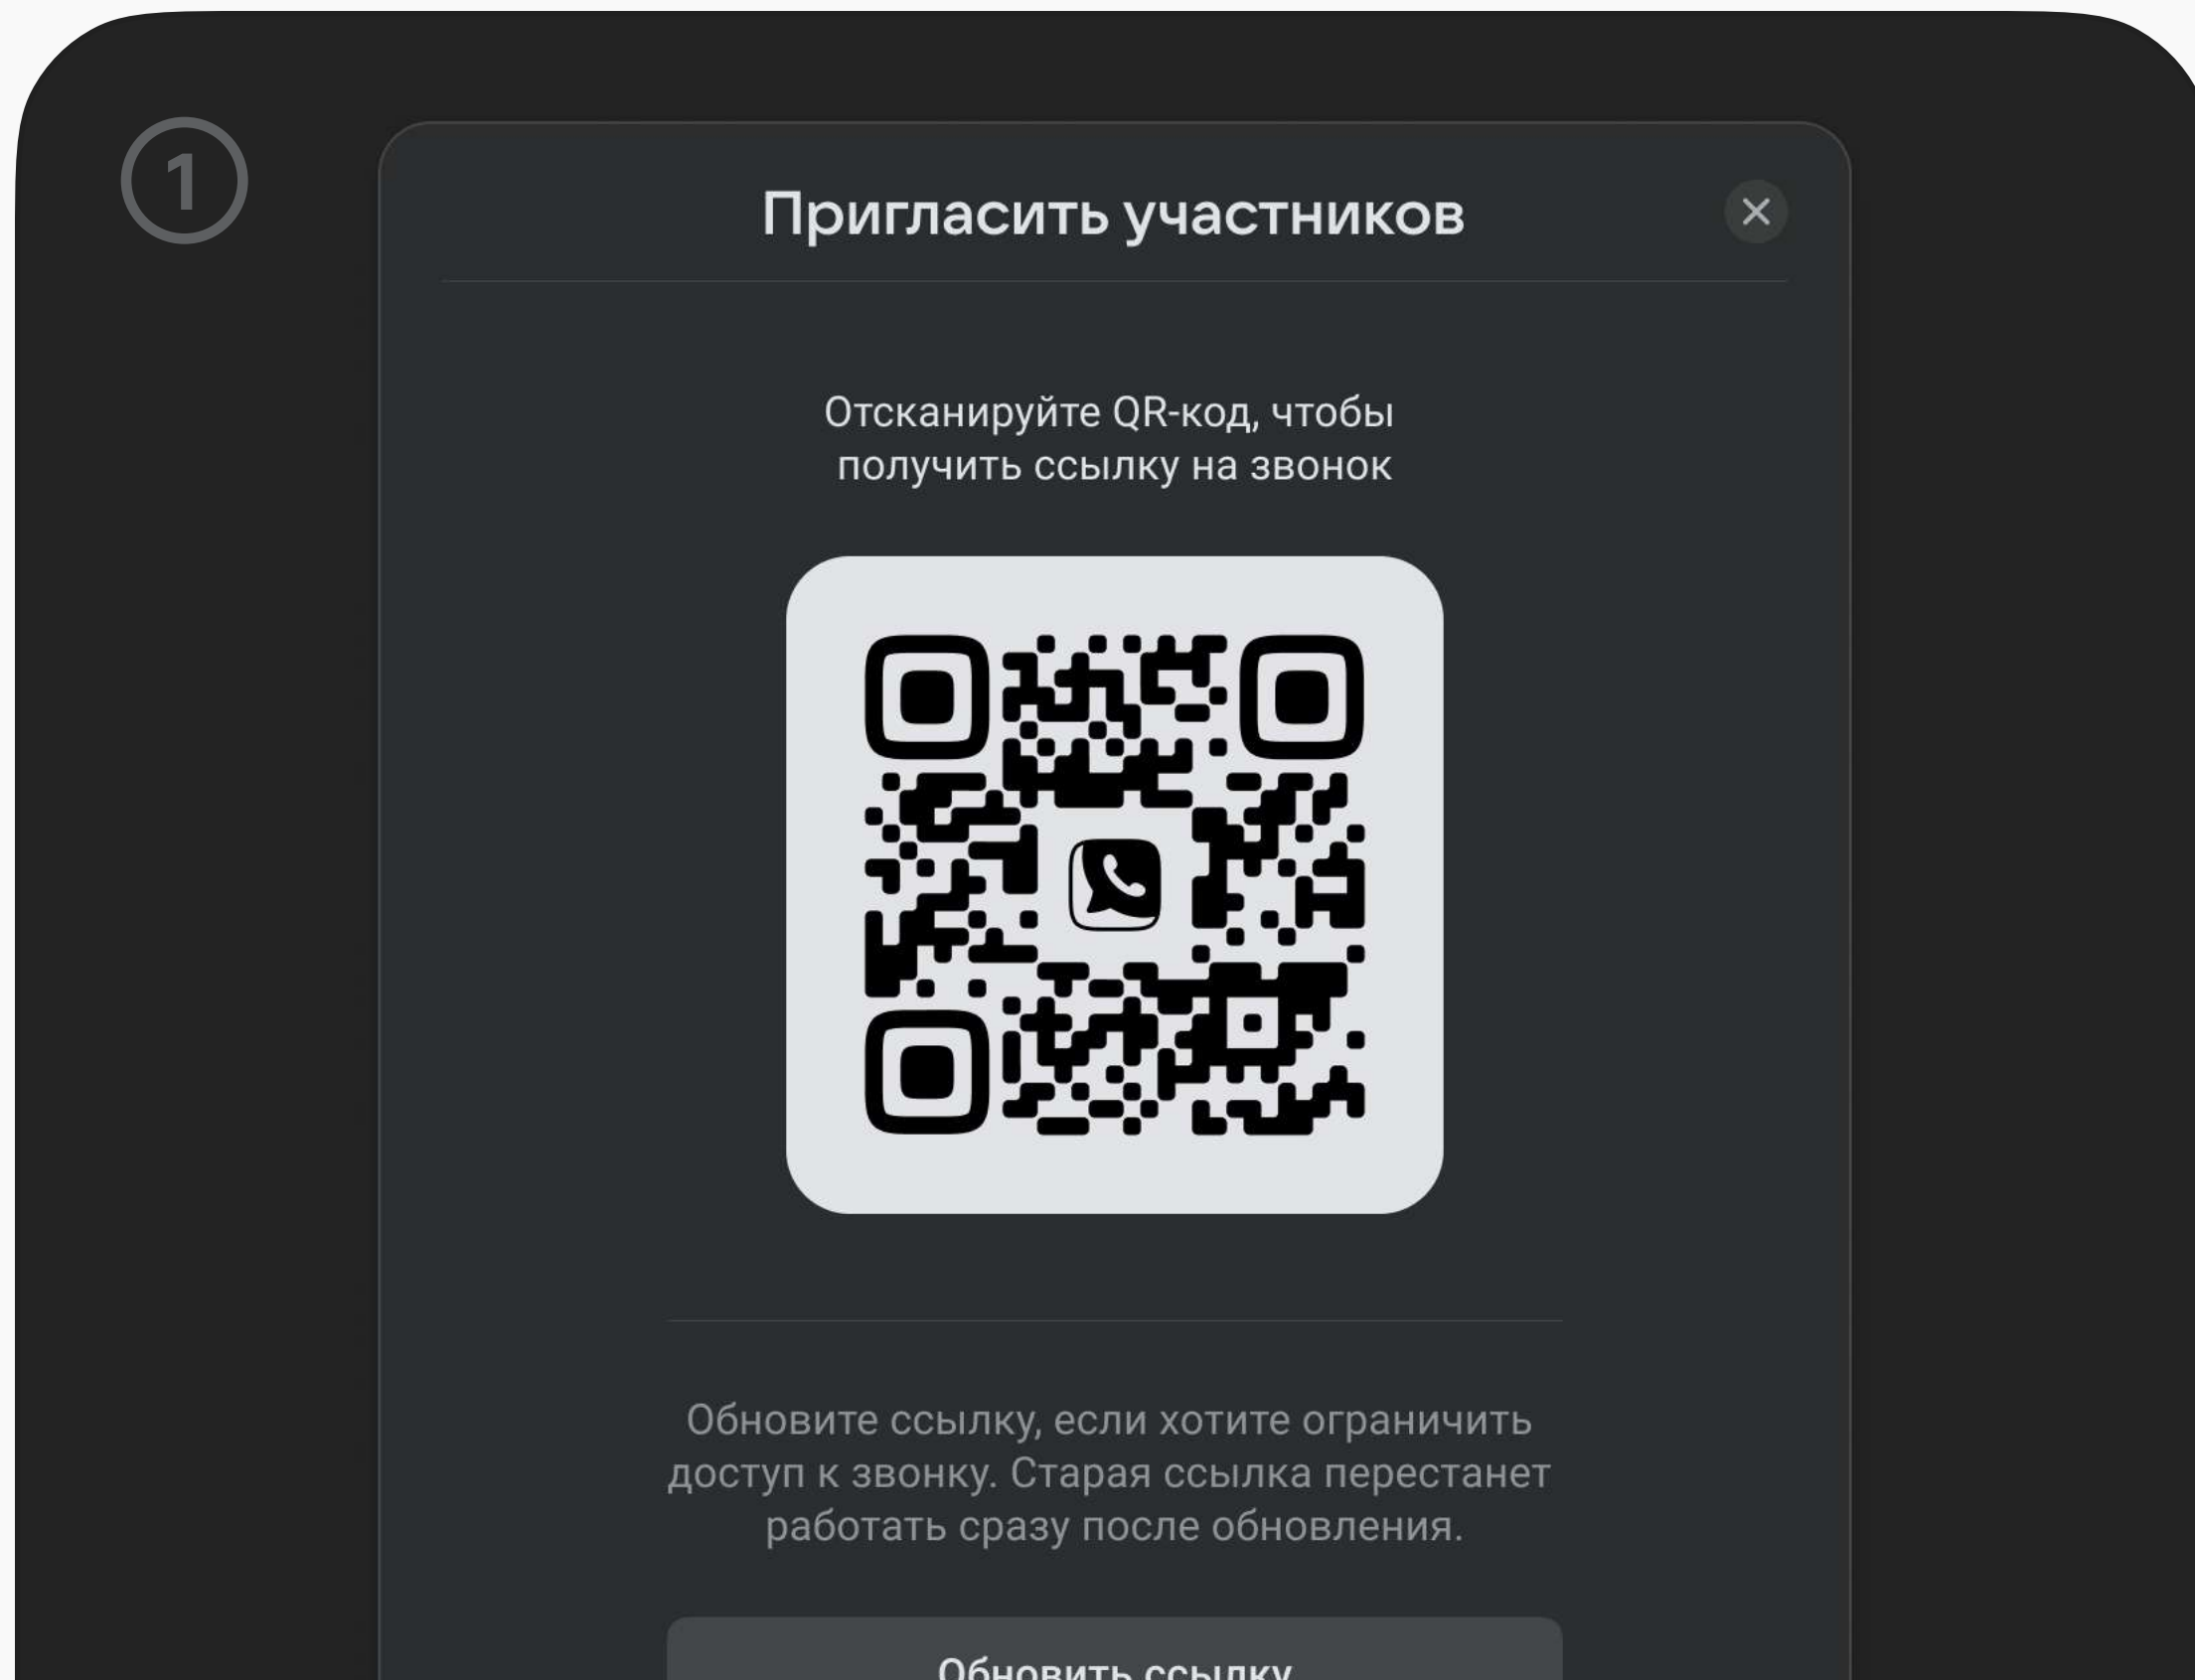 1
Пригласить участников
Отсканируйте QR-код, чтобы
получить ссылку на звонок
Обновите ссылку, если хотите ограничить
доступ к звонку. Старая ссылка перестанет
работать сразу после обновления.
Обновить ссылку